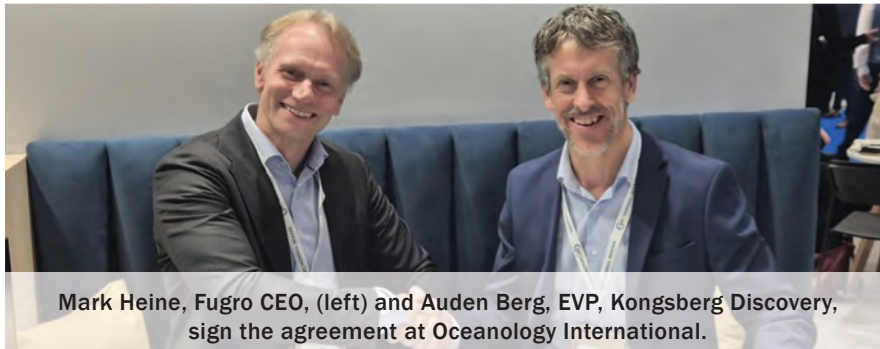 Mark Heine, Fugro CEO, (left) and Auden Berg, EVP, Kongsberg Discovery,
sign the agreement at Oceanology International.